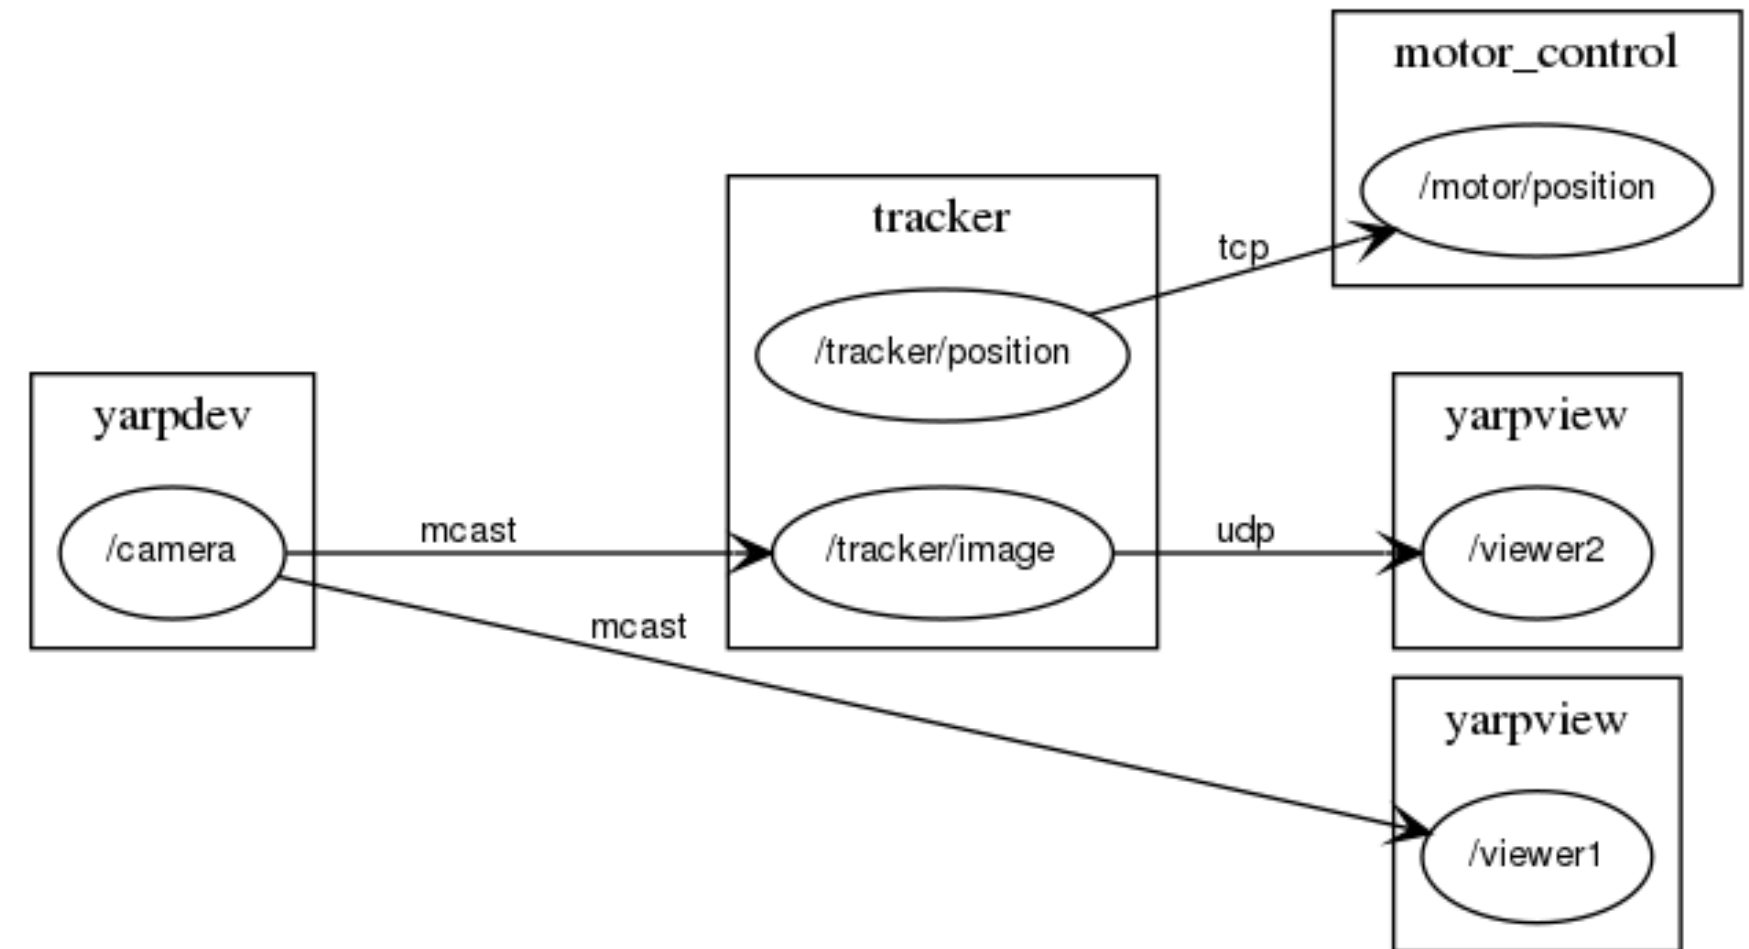 motor_control
/motor/position
tcp
tracker
/tracker/position
yarpdev
/camera
mcast
/tracker/image
udp
yarpview
/viewer2
mcast
yarpview
/viewer1